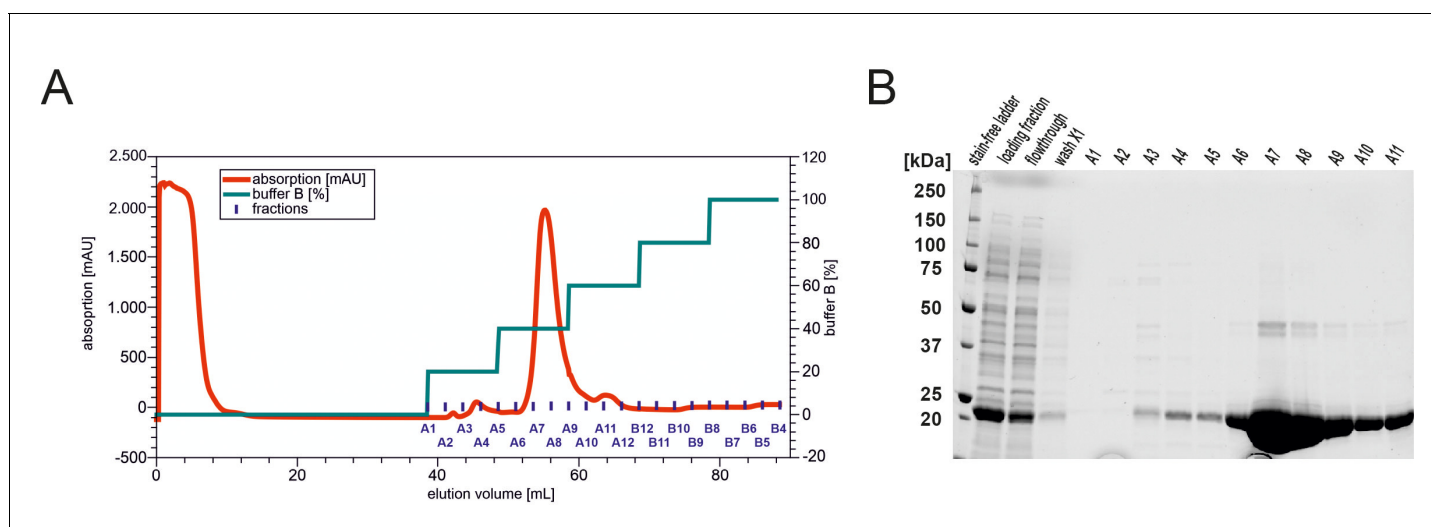 A
2.500
2.000
1.500
1.000
500
0
-500
absoprtion [mAU]
absorption [mAU]
buffer B [%]
fractions
120
100
80
60
40
20
0
-20
buffer B [%]
A1 A3 A5 A7 A9 A11 B12 B10 B8 B6 B4
A2 A4 A6 A8 A10 A12 B11 B9 B7 B5
0 20 40 60 80
elution volume [mL]
B
[kDa]
stain-free ladder
loading fraction
flowthrough
wash X1
A1
A2
A3
A4
A5
A6
A7
A8
A9
A10
A11
250
150
100
75
50
37
25
20